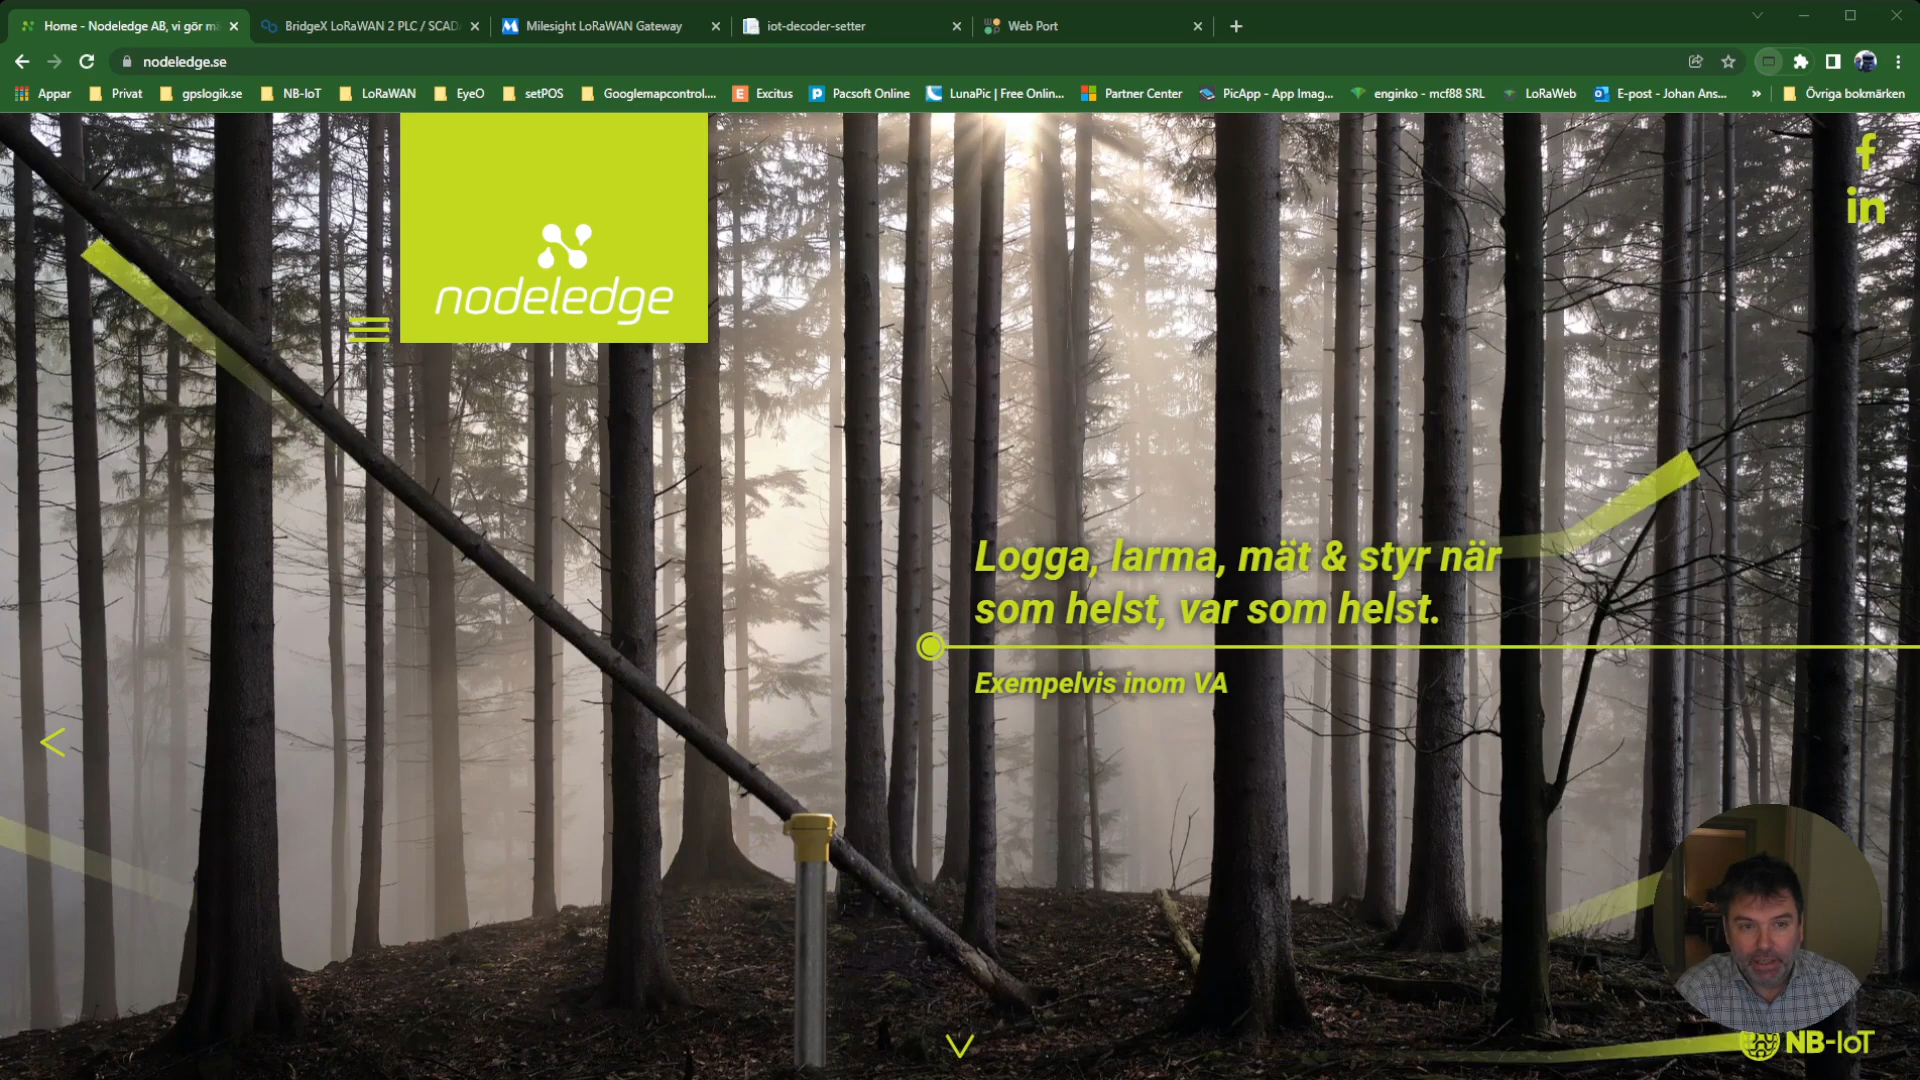 Home - Nodeledge AB, vi gör mä
BridgeX LoRaWAN 2 PLC / SCAD
Milesight LoRaWAN Gateway
iot-decoder-setter
Web Port
nodeledge.se
Appar
Privat
gpslogik.se
NB-IoT
LoRaWAN
EyeO
setPOS
Googlemapcontrol....
Excitus
Pacsoft Online
LunaPic | Free Onlin...
Partner Center
PicApp - App Imag...
enginko - mcf88 SRL
LoRaWeb
E-post - Johan Ans...
»
Övriga bokmärken
nodeledge
Logga, larma, mät & styr när
som helst, var som helst.
Exempelvis inom VA
NB-IoT